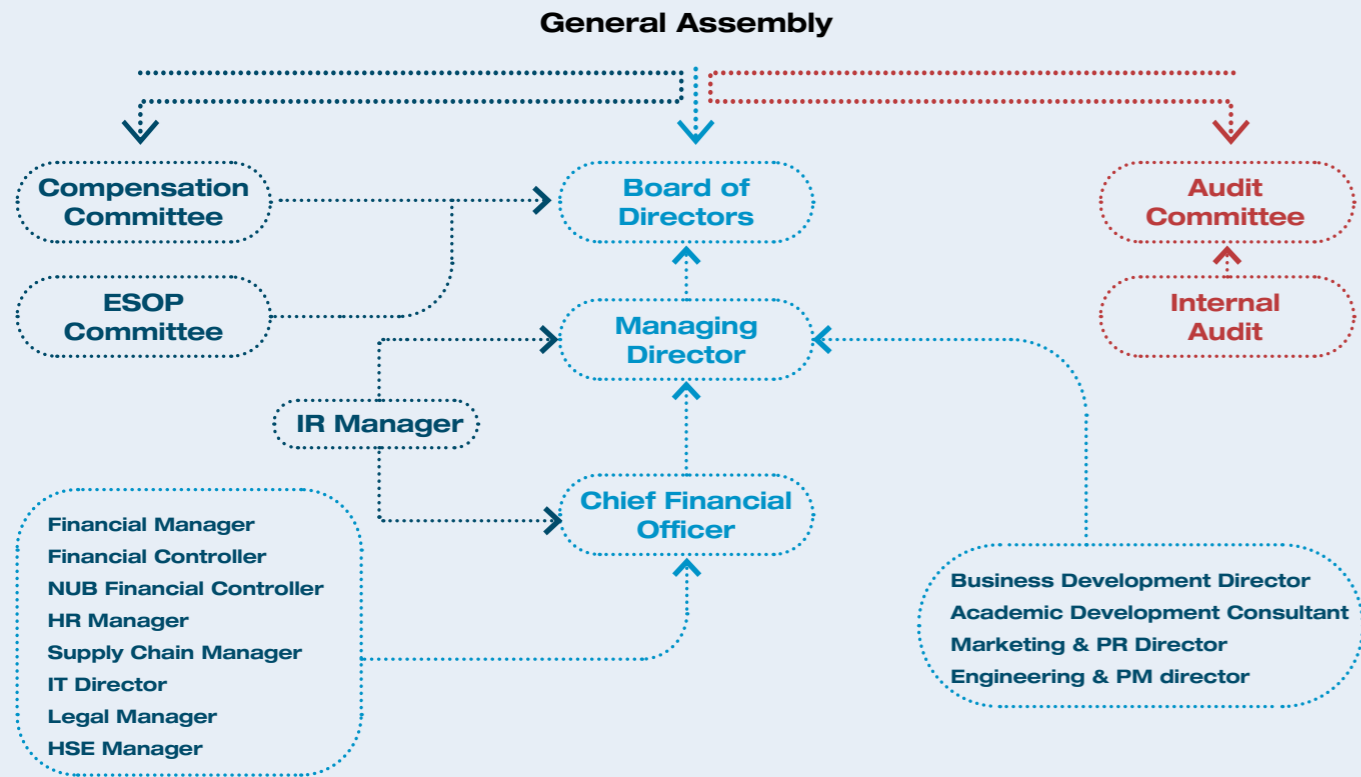 General Assembly
Compensation
Committee
Board of
Directors
Audit
Committee
ESOP
Committee
Managing
Director
Internal
Audit
IR Manager
Chief Financial
Officer
Financial Manager
Financial Controller
NUB Financial Controller
HR Manager
Supply Chain Manager
IT Director
Legal Manager
HSE Manager
Business Development Director
Academic Development Consultant
Marketing & PR Director
Engineering & PM director